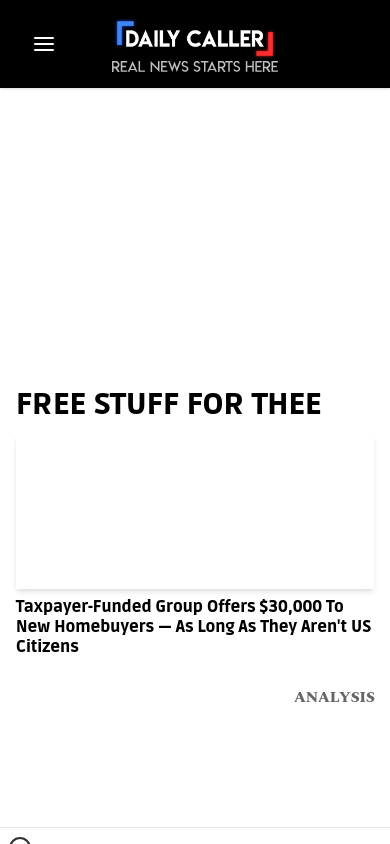 DAILY CALLER
REAL NEWS STARTS HERE
FREE STUFF FOR THEE
Taxpayer-Funded Group Offers $30,000 To
New Homebuyers — As Long As They Aren't US
Citizens
ANALYSIS